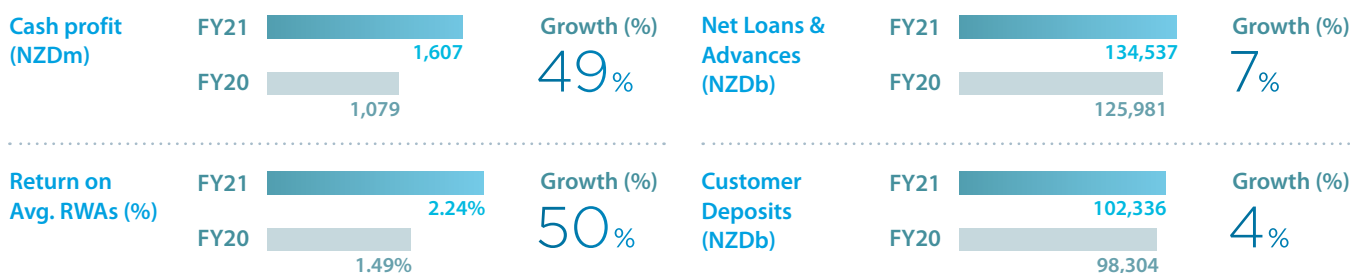 Cash profit
(NZDm)
FY21
1,607
FY20
1,079
Growth (%)
49%
Net Loans &
Advances
(NZDb)
FY21
134,537
FY20
125,981
Growth (%)
7%
Return on
Avg. RWAs (%)
FY21
2.24%
FY20
1.49%
Growth (%)
50%
Customer
Deposits
(NZDb)
FY21
102,336
FY20
98,304
Growth (%)
4%